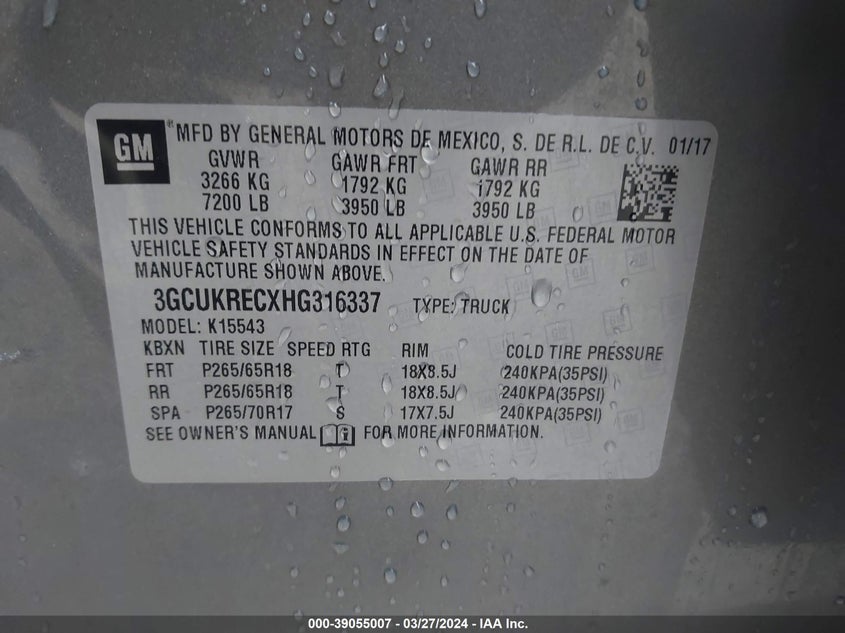 GM ® MFD BY GENERAL MOTORS DE MEXICO, S. DE R.L. DE C.V. 01/17
GVWR GAWR FRT GAWR RR
3266 KG 1792 KG 1792 KG
7200 LB 3950 LB 3950 LB
THIS VEHICLE CONFORMS TO ALL APPLICABLE U.S. FEDERAL MOTOR
VEHICLE SAFETY STANDARDS IN EFFECT ON THE DATE OF
MANUFACTURE SHOWN ABOVE.
3GCUKRECXHG316337 TYPE: TRUCK
MODEL: K15543
KBXN TIRE SIZE SPEED RTG RIM COLD TIRE PRESSURE
FRT P265/65R18 T 18X8.5J 240KPA(35PSI)
RR P265/65R18 T 18X8.5J 240KPA(35PSI)
SPA P265/70R17 S 17X7.5J 240KPA(35PSI)
SEE OWNER'S MANUAL FOR MORE INFORMATION.
000-39055007 - 03/27/2024 - IAA Inc.